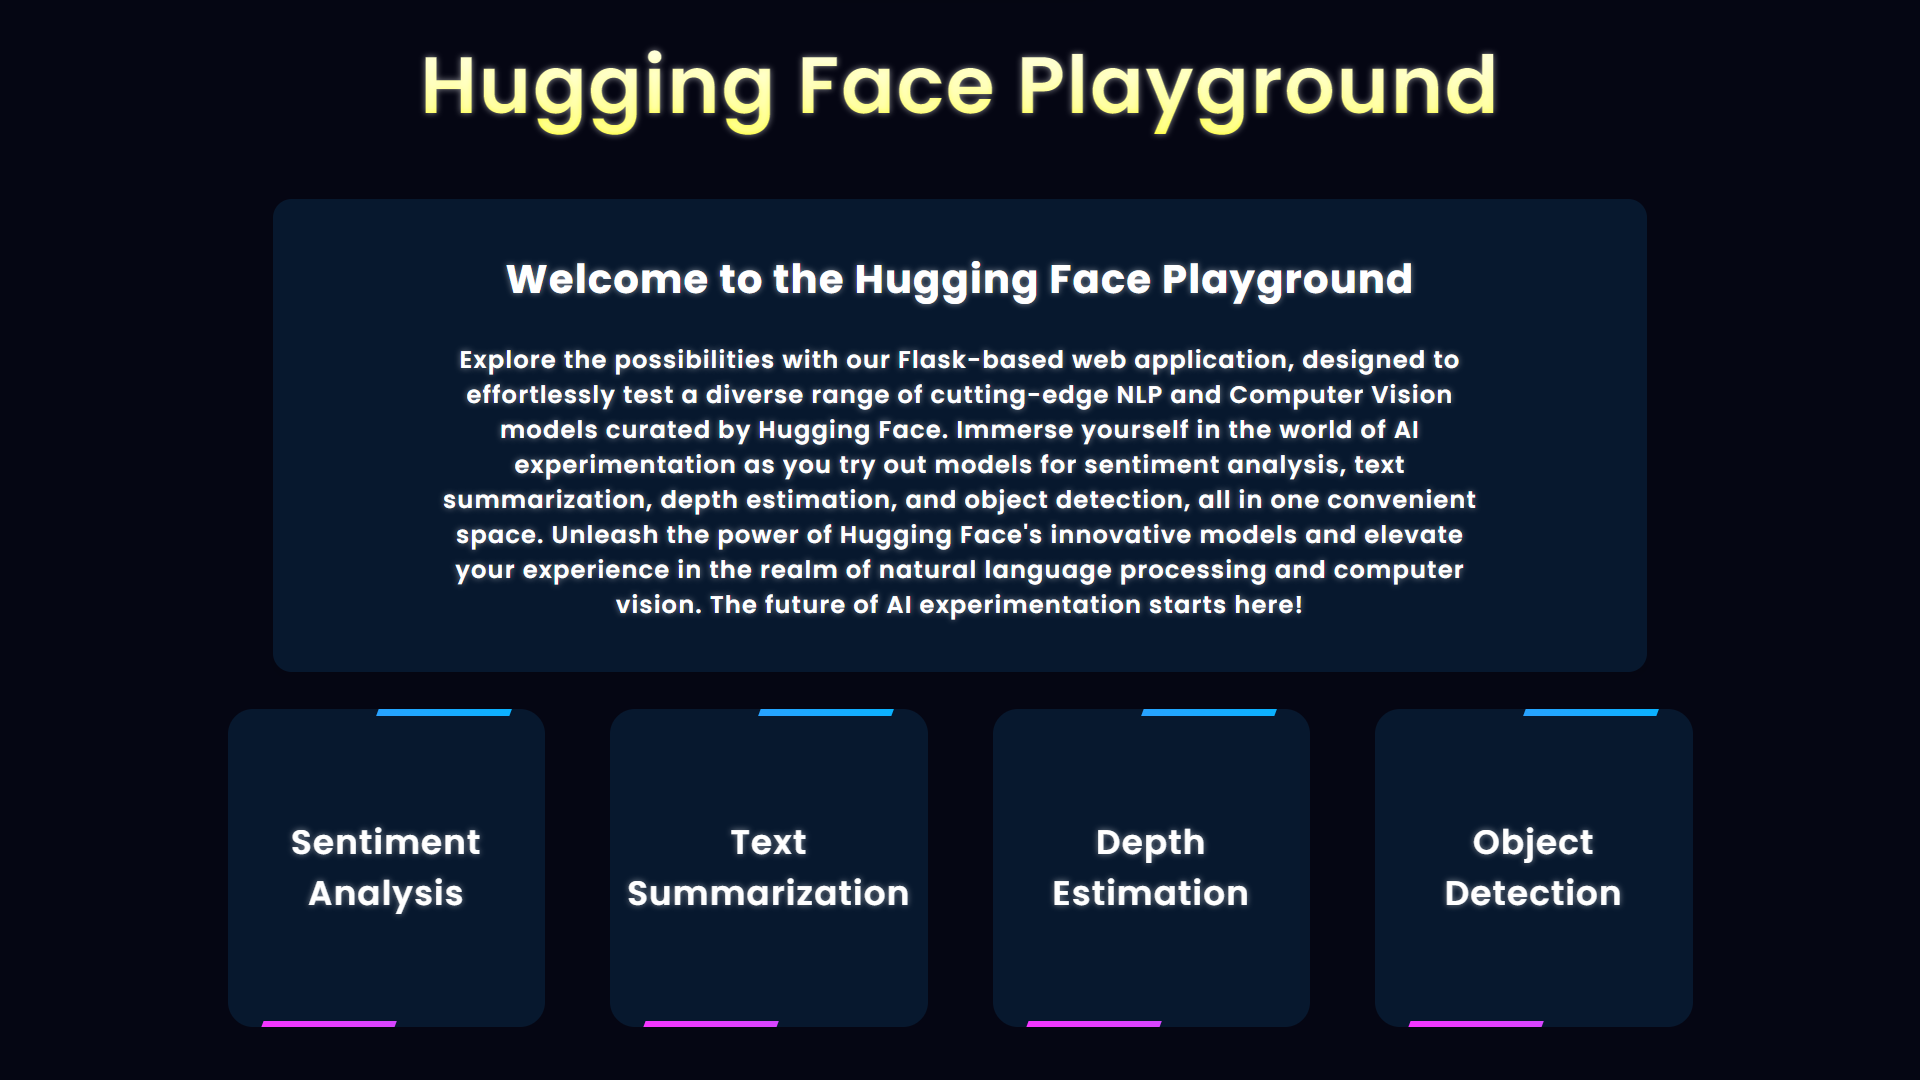 Hugging Face Playground
Welcome to the Hugging Face Playground
Explore the possibilities with our Flask-based web application, designed to
effortlessly test a diverse range of cutting-edge NLP and Computer Vision
models curated by Hugging Face. Immerse yourself in the world of AI
experimentation as you try out models for sentiment analysis, text
summarization, depth estimation, and object detection, all in one convenient
space. Unleash the power of Hugging Face's innovative models and elevate
your experience in the realm of natural language processing and computer
vision. The future of AI experimentation starts here!
Sentiment
Analysis
Text
Summarization
Depth
Estimation
Object
Detection